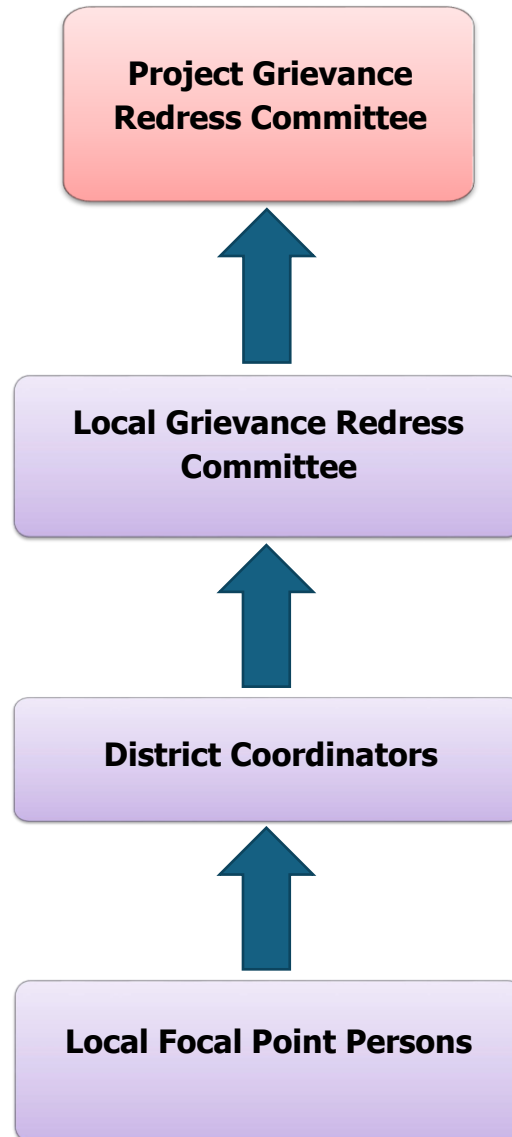 Project Grievance
Redress Committee
Local Grievance Redress
Committee
District Coordinators
Local Focal Point Persons